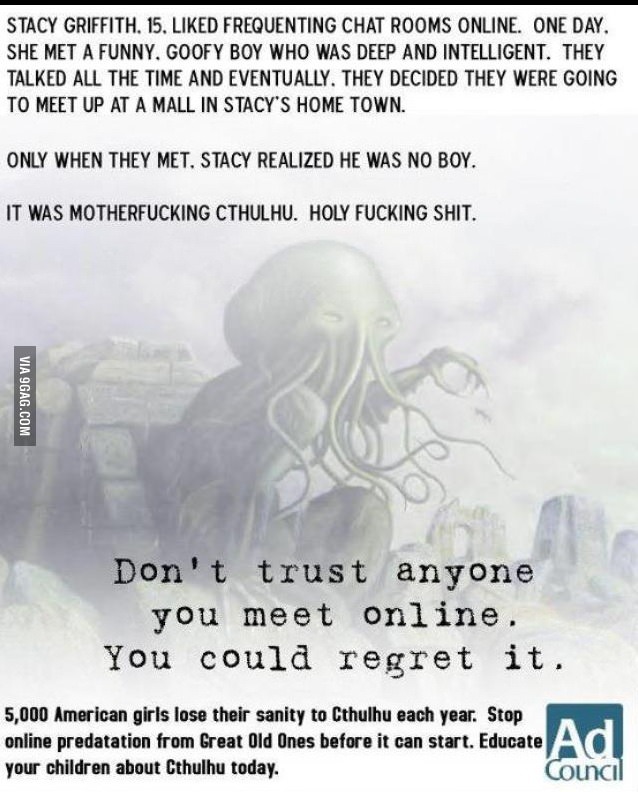 STACY GRIFFITH, 15, LIKED FREQUENTING CHAT ROOMS ONLINE. ONE DAY,
SHE MET A FUNNY, GOOFY BOY WHO WAS DEEP AND INTELLIGENT. THEY
TALKED ALL THE TIME AND EVENTUALLY, THEY DECIDED THEY WERE GOING
TO MEET UP AT A MALL IN STACY'S HOME TOWN.
ONLY WHEN THEY MET, STACY REALIZED HE WAS NO BOY.
IT WAS MOTHERFUCKING CTHULHU. HOLY FUCKING SHIT.
VIA 9GAG.COM
Don't trust anyone
you meet online.
You could regret it.
5,000 American girls lose their sanity to Cthulhu each year. Stop
online predatation from Great Old Ones before it can start. Educate
your children about Cthulhu today.
Ad
Council